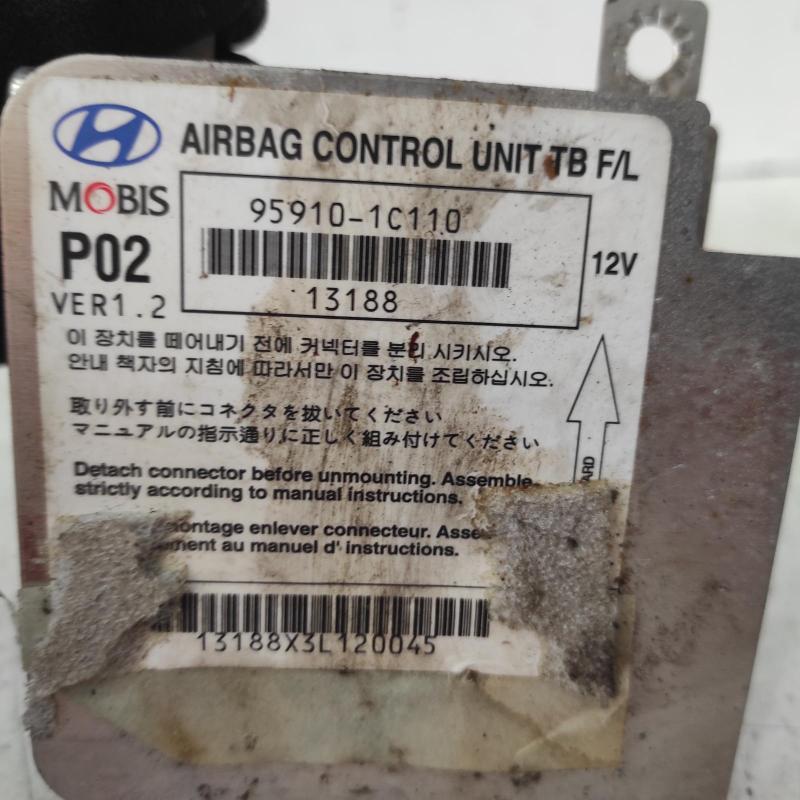 AIRBAG CONTROL UNIT TB F/L
MOBIS
95910-1C110
P02
12V
VER1.2
13188
이 장치를 떼어내기 전에 커넥터를 분리 시키시오.
안내 책자의 지침에 따라서만 이 장치를 조립하십시오.
取り外す前にコネクタを抜いてください
マニュアルの指示通りに正しく組み付けてください
Detach connector before unmounting. Assemble
strictly according to manual instructions.
montage enlever connecteur.
au manuel d' instructions.
13188X3L120045